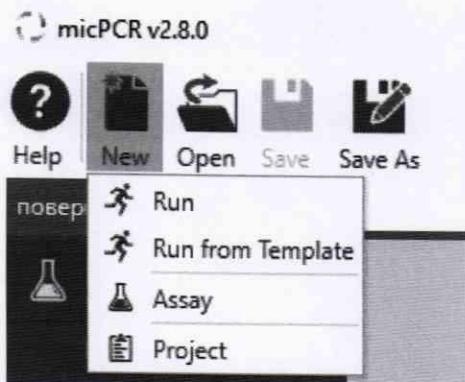 micPCR v2.8.0
?
Help New Open Save Save As
повер
Run
Run from Template
Assay
Project